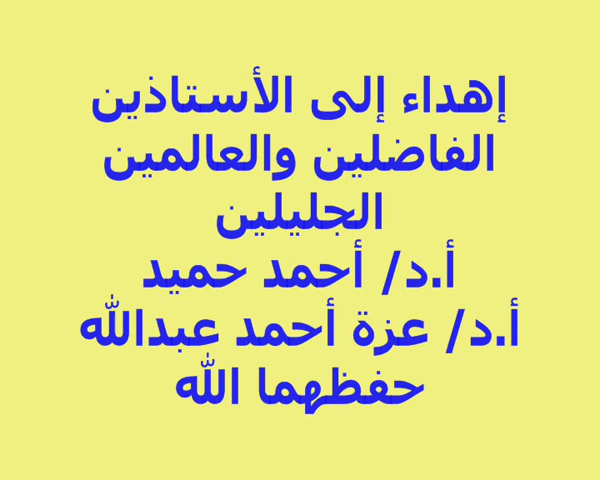 إهداء إلى الأستاذين
الفاضلين والعالمين
الجليلين
أ.د/ أحمد حميد
أ.د/ عزة أحمد عبدالله
حفظهما الله